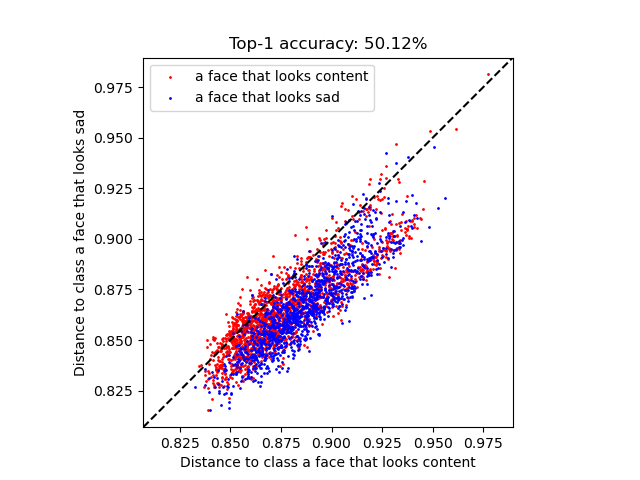 Top-1 accuracy: 50.12%
a face that looks content
a face that looks sad
Distance to class a face that looks sad
0.975
0.950
0.925
0.900
0.875
0.850
0.825
0.825 0.850 0.875 0.900 0.925 0.950 0.975
Distance to class a face that looks content